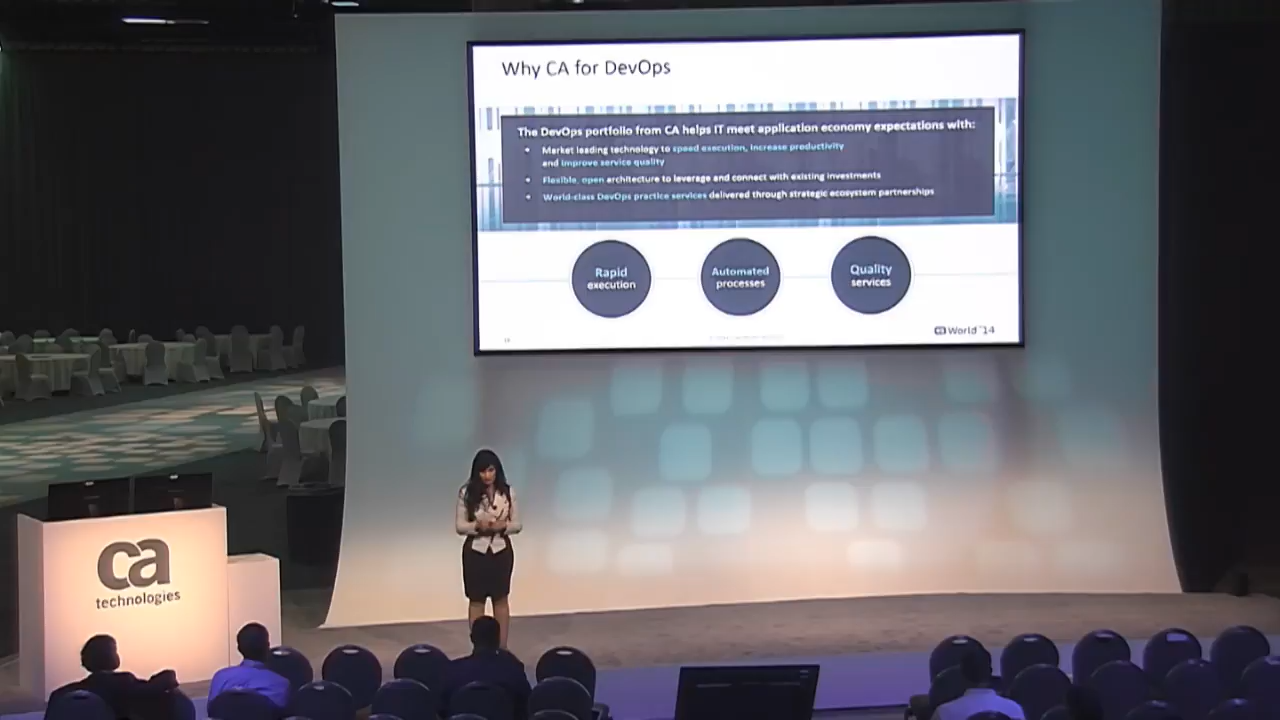 Why CA for DevOps
The DevOps portfolio from CA helps IT meet application economy expectations with:
• Market leading technology to speed execution, increase productivity
and improve service quality
• Flexible, open architecture to leverage and connect with existing investments
• World-class DevOps practice services delivered through strategic ecosystem partnerships
Rapid
execution
Automated
processes
Quality
services
ca World '14
ca
technologies